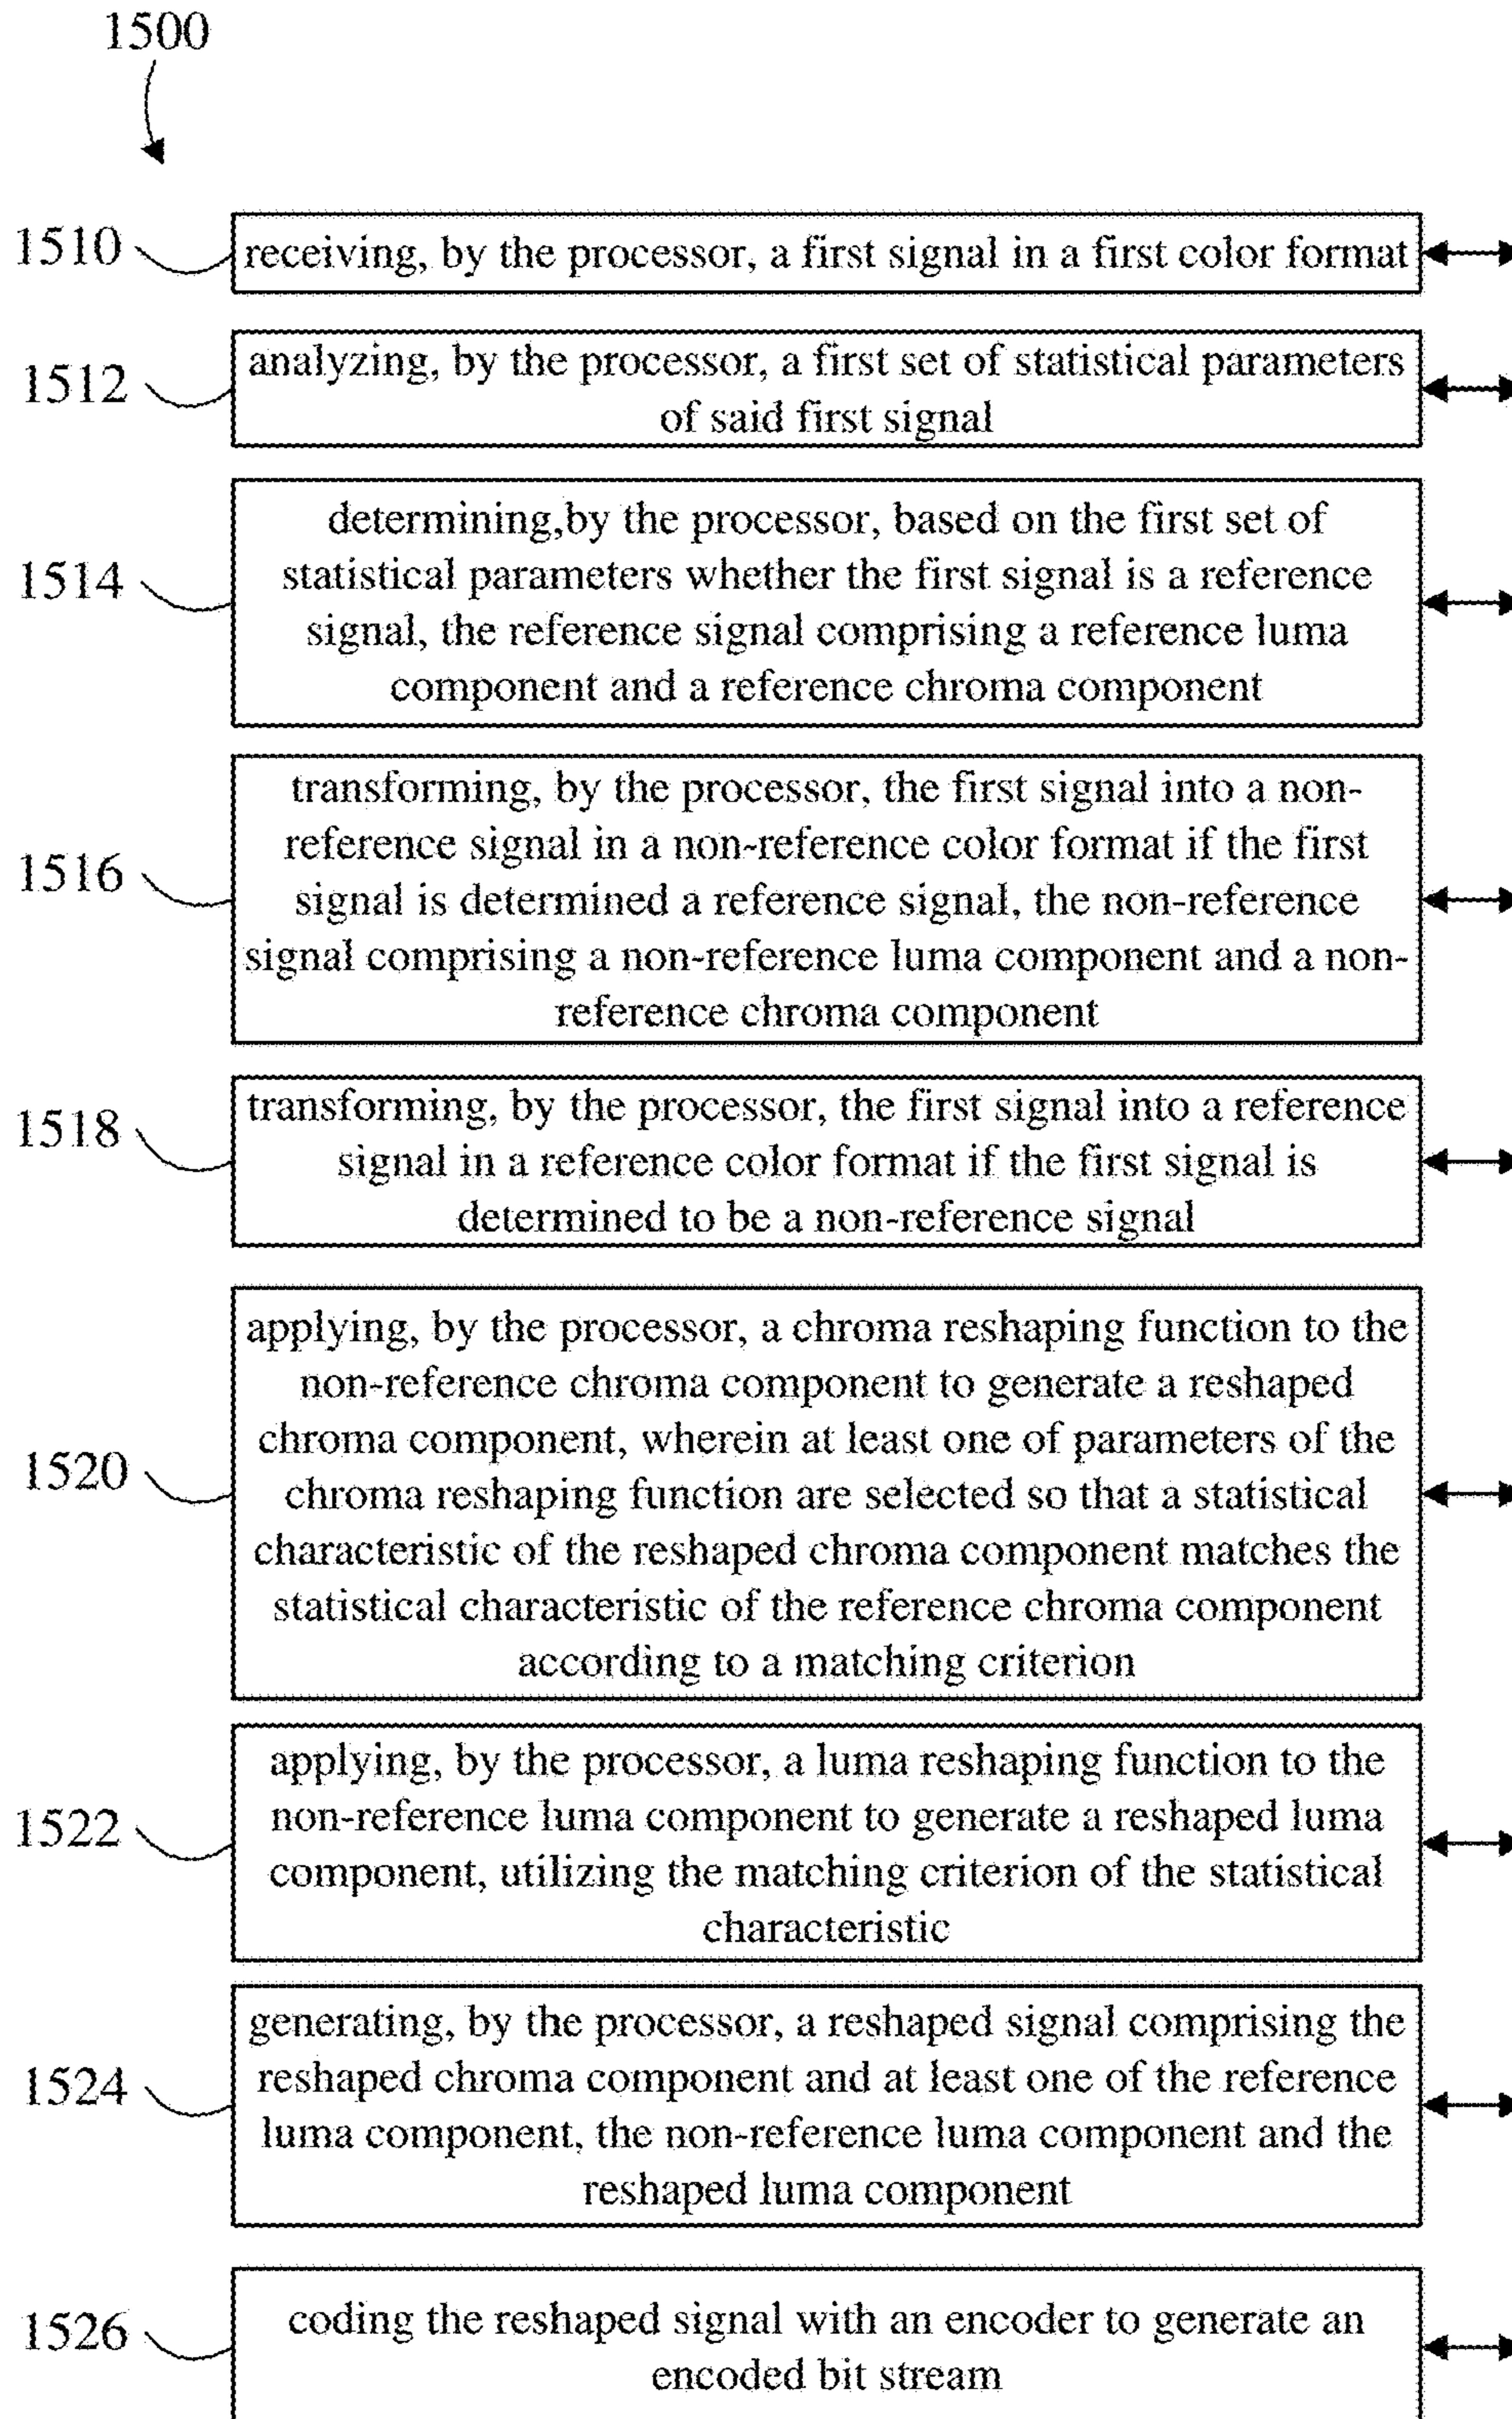 1500
1510
receiving, by the processor, a first signal in a first color format
1512
analyzing, by the processor, a first set of statistical parameters
of said first signal
1514
determining,by the processor, based on the first set of
statistical parameters whether the first signal is a reference
signal, the reference signal comprising a reference luma
component and a reference chroma component
1516
transforming, by the processor, the first signal into a non-
reference signal in a non-reference color format if the first
signal is determined a reference signal, the non-reference
signal comprising a non-reference luma component and a non-
reference chroma component
1518
transforming, by the processor, the first signal into a reference
signal in a reference color format if the first signal is
determined to be a non-reference signal
1520
applying, by the processor, a chroma reshaping function to the
non-reference chroma component to generate a reshaped
chroma component, wherein at least one of parameters of the
chroma reshaping function are selected so that a statistical
characteristic of the reshaped chroma component matches the
statistical characteristic of the reference chroma component
according to a matching criterion
1522
applying, by the processor, a luma reshaping function to the
non-reference luma component to generate a reshaped luma
component, utilizing the matching criterion of the statistical
characteristic
1524
generating, by the processor, a reshaped signal comprising the
reshaped chroma component and at least one of the reference
luma component, the non-reference luma component and the
reshaped luma component
1526
coding the reshaped signal with an encoder to generate an
encoded bit stream